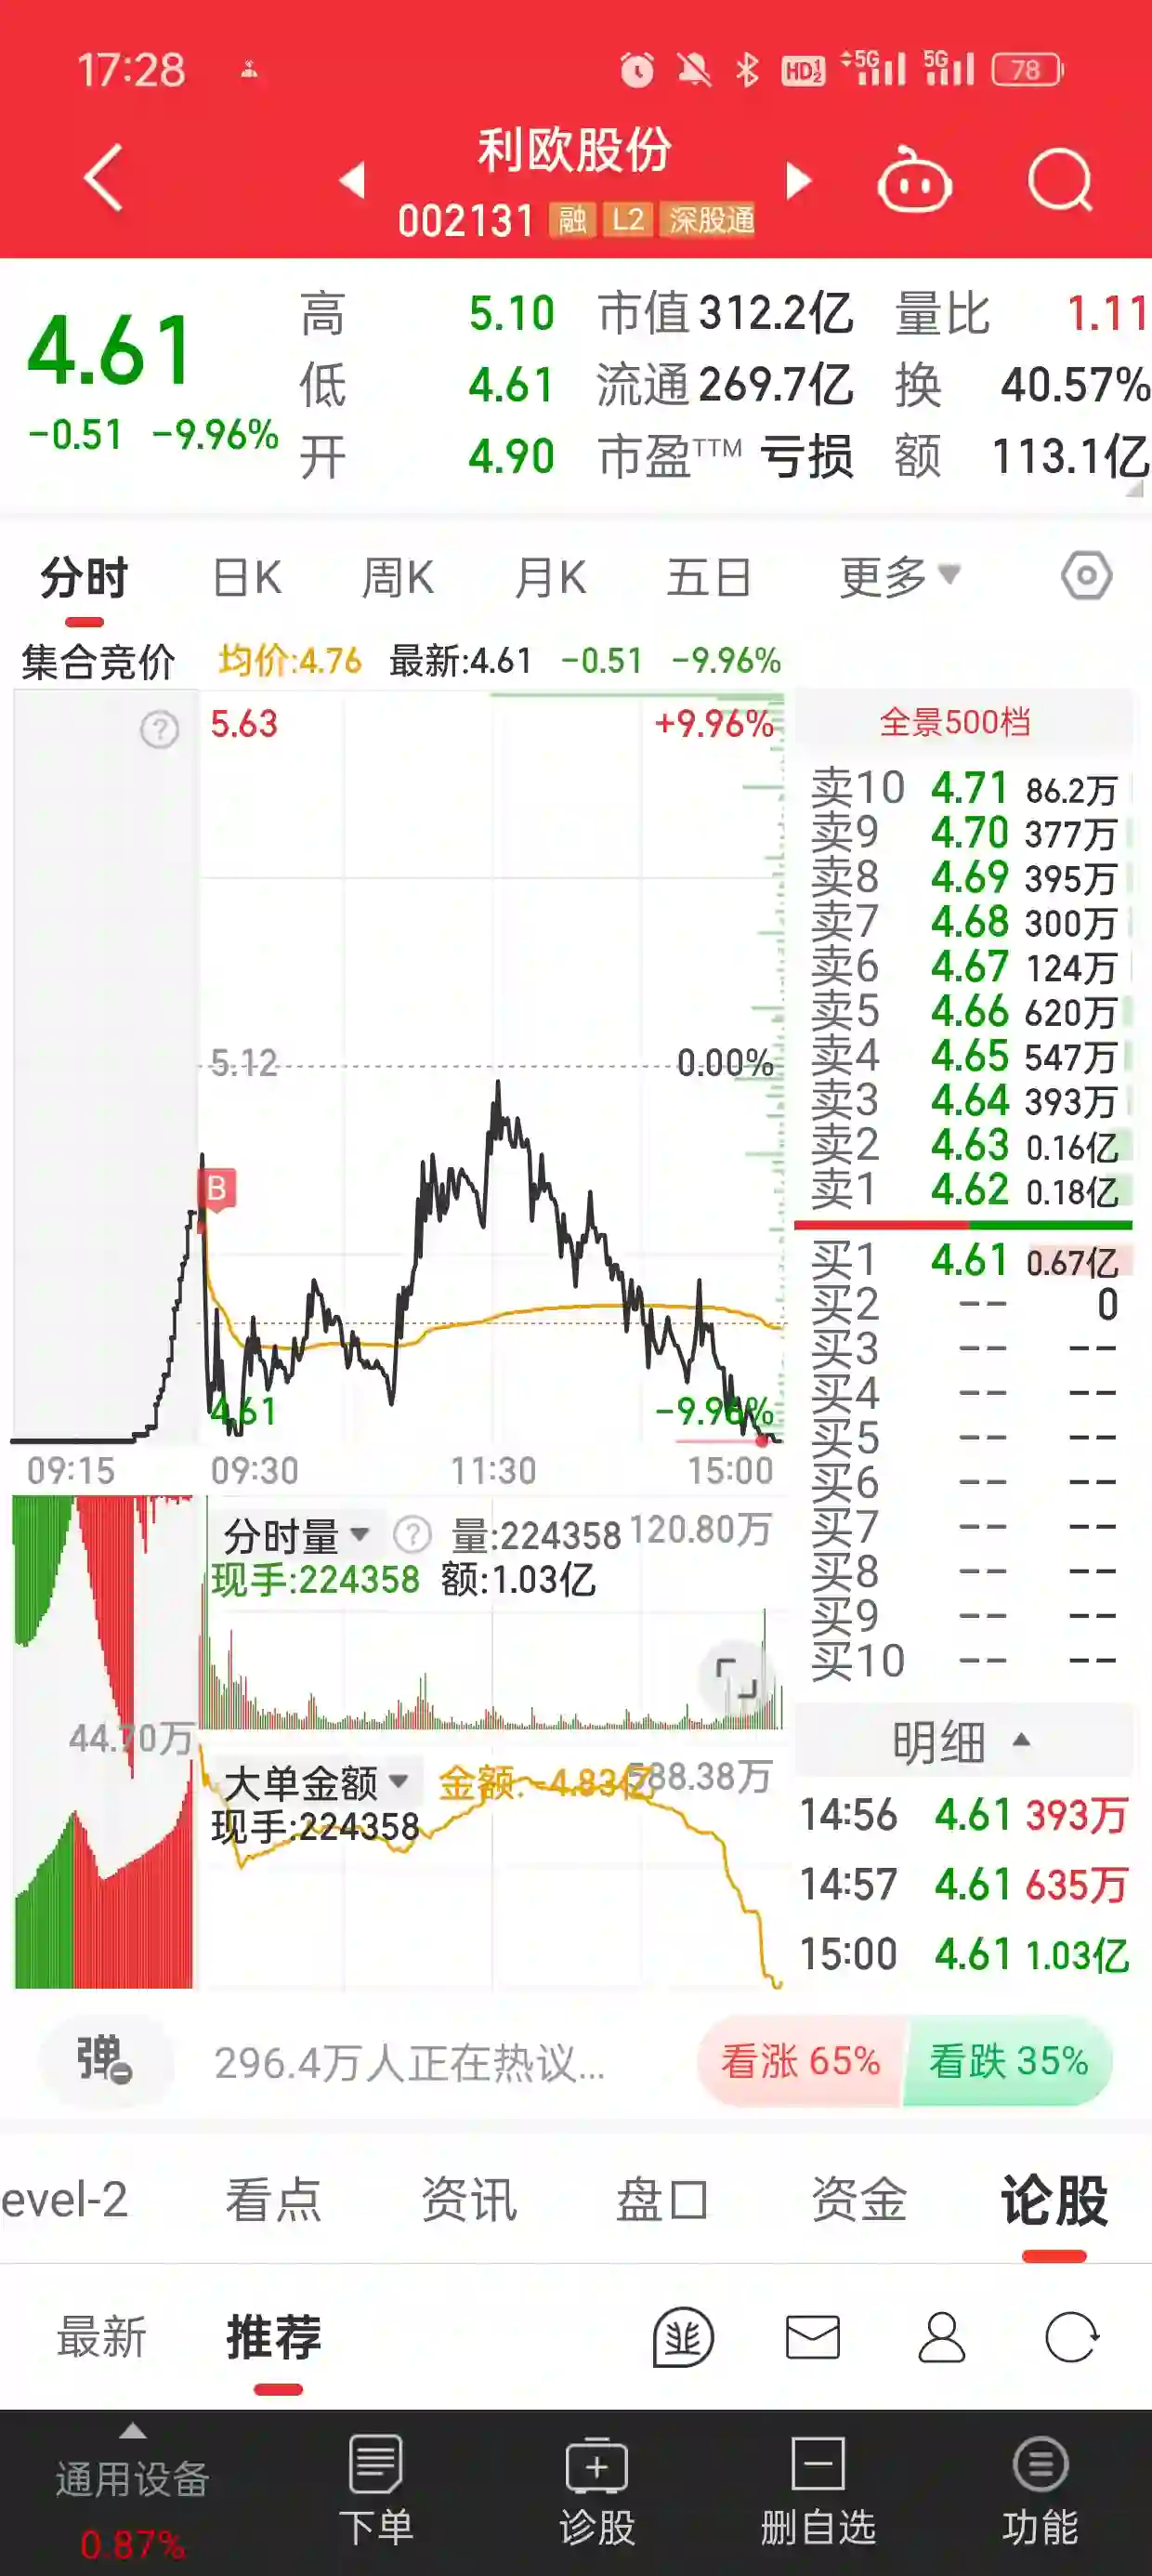 17:28 HD 5G 5G 78
利欧股份
002131 融 L2 深股通
4.61
-0.51 -9.96%
高 5.10 市值 312.2亿 量比 1.11
低 4.61 流通 269.7亿 换 40.57%
开 4.90 市盈TTM 亏损 额 113.1亿
分时 日K 周K 月K 五日 更多
集合竞价 均价:4.76 最新:4.61 -0.51 -9.96%
5.63 +9.96%
B
5.12 0.00%
4.61 -9.96%
09:15 09:30 11:30 15:00
全景500档
卖10 4.71 86.2万
卖9 4.70 377万
卖8 4.69 395万
卖7 4.68 300万
卖6 4.67 124万
卖5 4.66 620万
卖4 4.65 547万
卖3 4.64 393万
卖2 4.63 0.16亿
卖1 4.62 0.18亿
买1 4.61 0.67亿
买2 -- 0
买3 -- --
买4 -- --
买5 -- --
买6 -- --
买7 -- --
买8 -- --
买9 -- --
买10 -- --
分时量 ? 量:224358 120.80万
现手:224358 额:1.03亿
44.70万
大单金额 金额: -4.83亿 588.38万
现手:224358
明细
14:56 4.61 393万
14:57 4.61 635万
15:00 4.61 1.03亿
弹 296.4万人正在热议... 看涨 65% 看跌 35%
evel-2 看点 资讯 盘口 资金 论股
最新 推荐
通用设备 0.87%
下单 诊股 删自选 功能